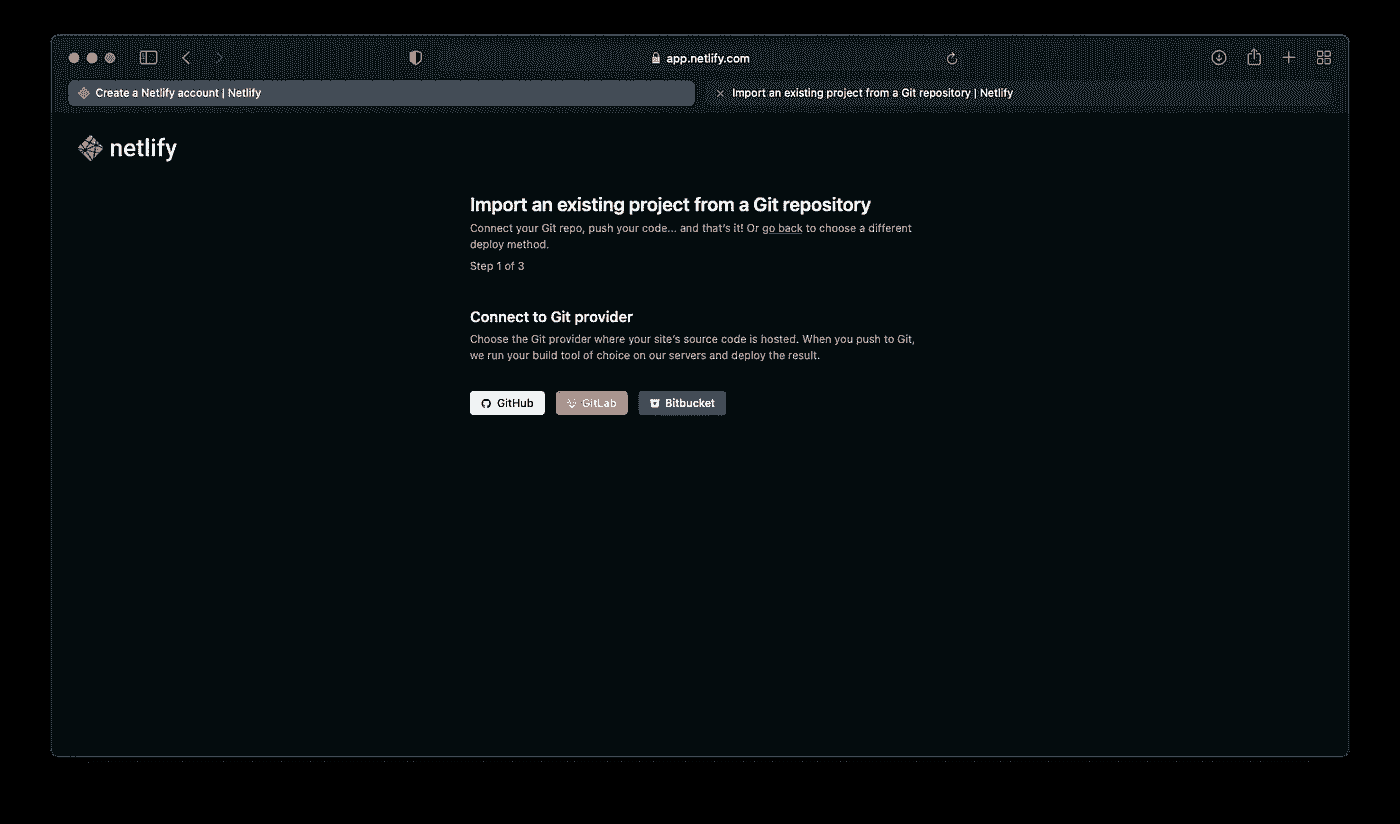 app.netlify.com
Create a Netlify account | Netlify
Import an existing project from a Git repository | Netlify
netlify
Import an existing project from a Git repository
Connect your Git repo, push your code... and that's it! Or go back to choose a different
deploy method.
Step 1 of 3
Connect to Git provider
Choose the Git provider where your site's source code is hosted. When you push to Git,
we run your build tool of choice on our servers and deploy the result.
GitHub
GitLab
Bitbucket